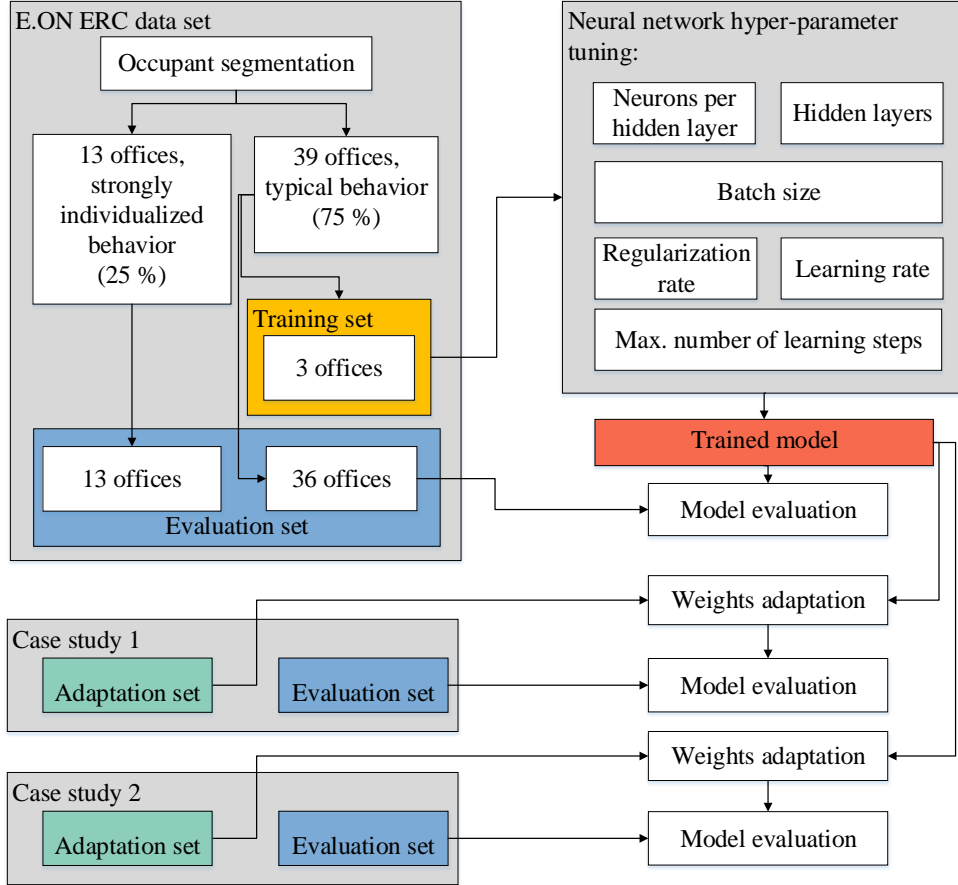 E.ON ERC data set
Occupant segmentation
13 offices,
strongly
individualized
behavior
(25 %)
39 offices,
typical behavior
(75 %)
Training set
3 offices
13 offices
36 offices
Evaluation set
Neural network hyper-parameter
tuning:
Neurons per
hidden layer
Hidden layers
Batch size
Regularization
rate
Learning rate
Max. number of learning steps
Trained model
Model evaluation
Weights adaptation
Case study 1
Adaptation set
Evaluation set
Model evaluation
Weights adaptation
Case study 2
Adaptation set
Evaluation set
Model evaluation